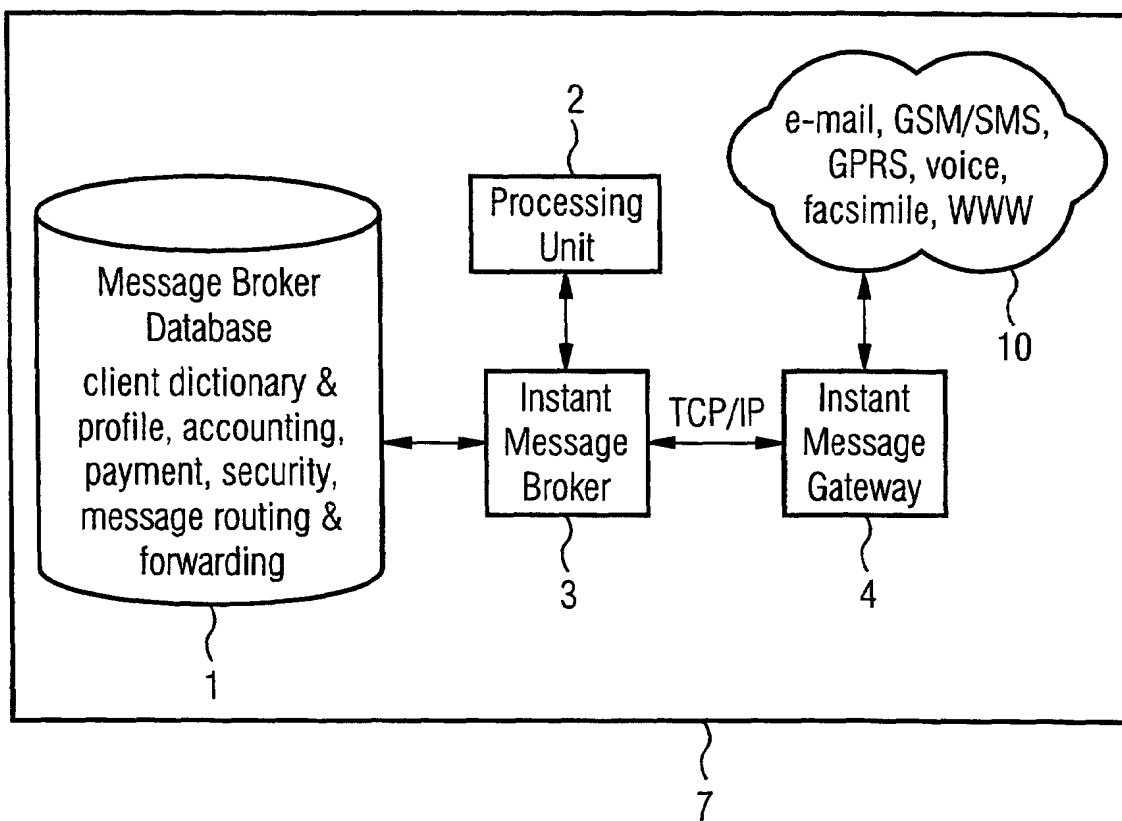 2
Processing
Unit
e-mail, GSM/SMS,
GPRS, voice,
facsimile, WWW
10
Message Broker
Database
client dictionary &
profile, accounting,
payment, security,
message routing &
forwarding
1
Instant
Message
Broker
3
TCP/IP
Instant
Message
Gateway
4
7